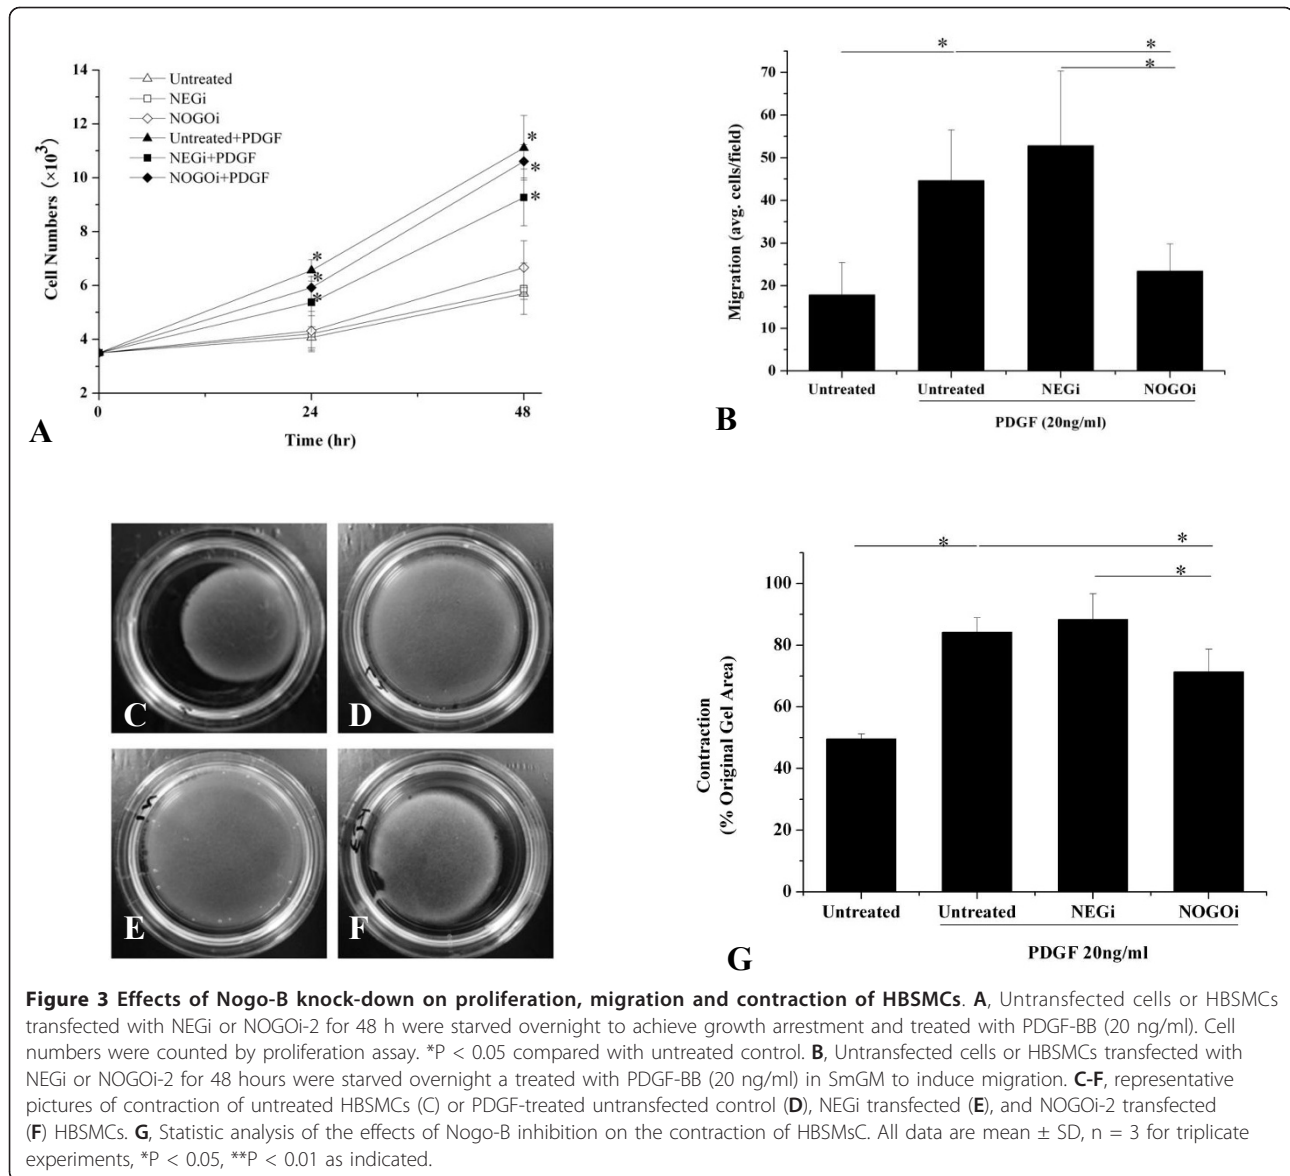 14
12
10
8
6
4
2
0
24
48
Cell Numbers (×10³)
Time (hr)
Untreated
NEGi
NOGOi
Untreated+PDGF
NEGi+PDGF
NOGOi+PDGF
*
*
*
*
*
*
A
*
*
*
70
60
50
40
30
20
10
0
Migration (avg. cells/field)
Untreated
Untreated
NEGi
NOGOi
PDGF (20ng/ml)
B
C
D
E
F
*
*
*
100
80
60
40
20
0
Contraction
(% Original Gel Area)
Untreated
Untreated
NEGi
NOGOi
PDGF 20ng/ml
G
Figure 3 Effects of Nogo-B knock-down on proliferation, migration and contraction of HBSMCs. A, Untransfected cells or HBSMCs
transfected with NEGi or NOGOi-2 for 48 h were starved overnight to achieve growth arrestment and treated with PDGF-BB (20 ng/ml). Cell
numbers were counted by proliferation assay. *P < 0.05 compared with untreated control. B, Untransfected cells or HBSMCs transfected with
NEGi or NOGOi-2 for 48 hours were starved overnight a treated with PDGF-BB (20 ng/ml) in SmGM to induce migration. C-F, representative
pictures of contraction of untreated HBSMCs (C) or PDGF-treated untransfected control (D), NEGi transfected (E), and NOGOi-2 transfected
(F) HBSMCs. G, Statistic analysis of the effects of Nogo-B inhibition on the contraction of HBSMsC. All data are mean ± SD, n = 3 for triplicate
experiments, *P < 0.05, **P < 0.01 as indicated.